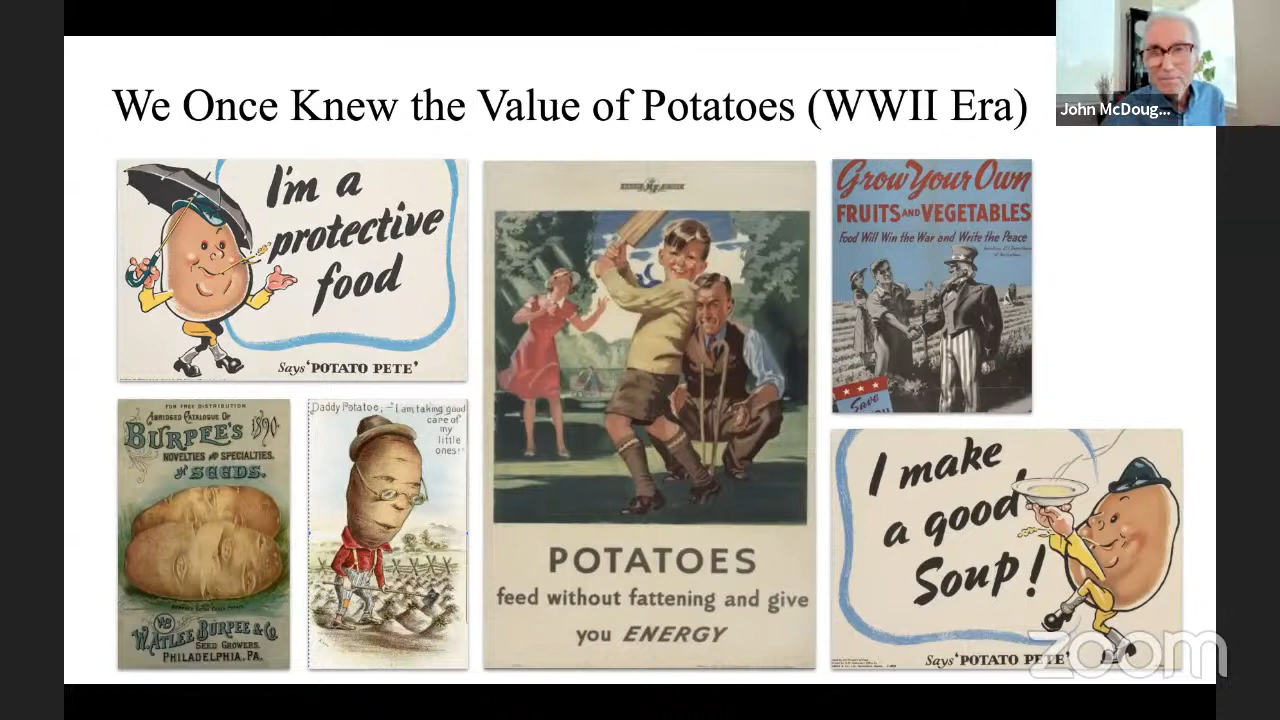 John McDoug...
We Once Knew the Value of Potatoes (WWII Era)
I'm a
protective
food
Says 'POTATO PETE'
FOR FREE DISTRIBUTION
ABRIDGED CATALOGUE OF
BURPEE'S 1890
NOVELTIES AND SPECIALTIES.
IN SEEDS.
W. ATLEE BURPEE & CO.
SEED GROWERS.
PHILADELPHIA, PA.
Daddy Potatoe;-"I am taking good
care of
my
little
ones!"
POTATOES
feed without fattening and give
you ENERGY
Grow Your Own
FRUITS AND VEGETABLES
Food Will Win the War and Write the Peace
Save
I make
a good
Soup!
Says 'POTATO PETE'
zoom